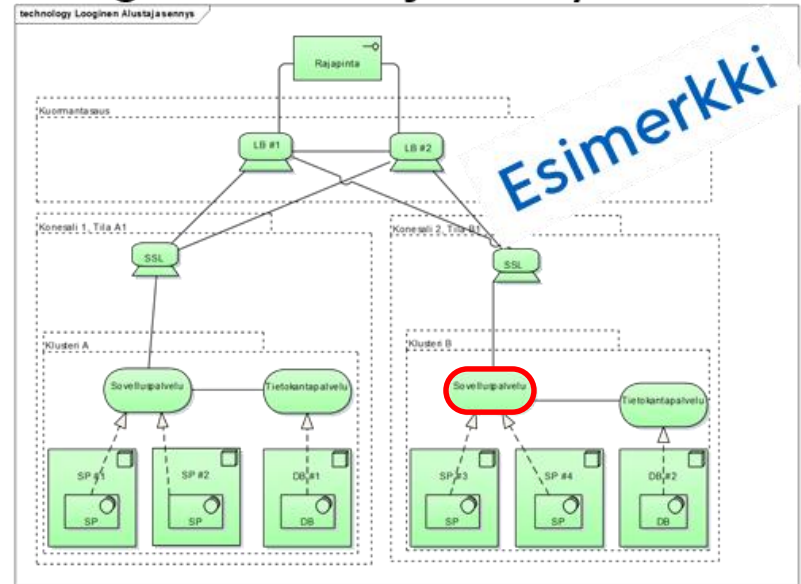 technology Looginen Alustajasennys
Rajapinta
Esimerkki
Kuormantasaus
LB #1
LB #2
Konesali 1, Tila A1
Konesali 2, Tila B1
SSL
SSL
Klusteri A
Klusteri B
Sovelluspalvelu
Tietokantapalvelu
Sovelluspalvelu
Tietokantapalvelu
SP #1
SP #2
DB #1
SP #3
SP #4
DB #2
SP
SP
DB
SP
SP
DB